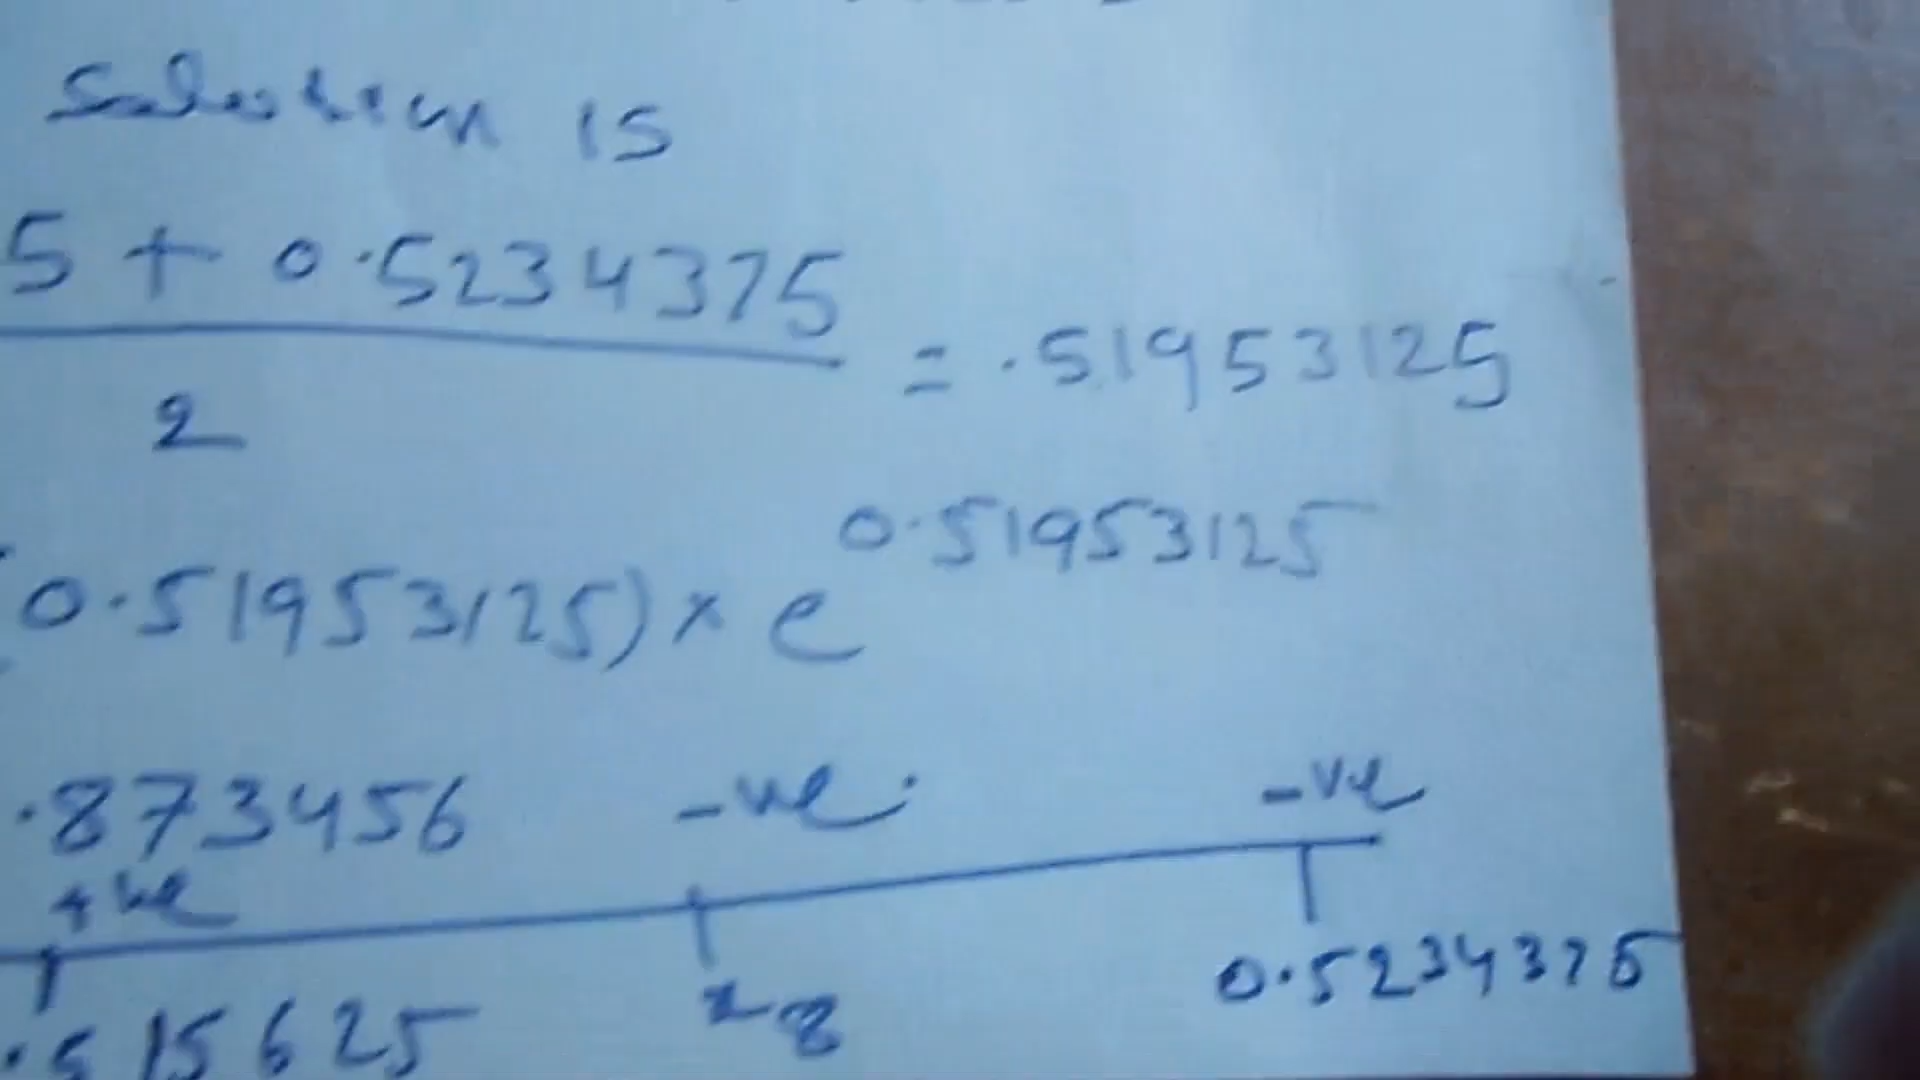 Solution is
5 + 0.5234375
2
= .51953125
0.51953125) x e 0.51953125
.873456
+ve
-ve.
-ve
.515625
x8
0.5234375